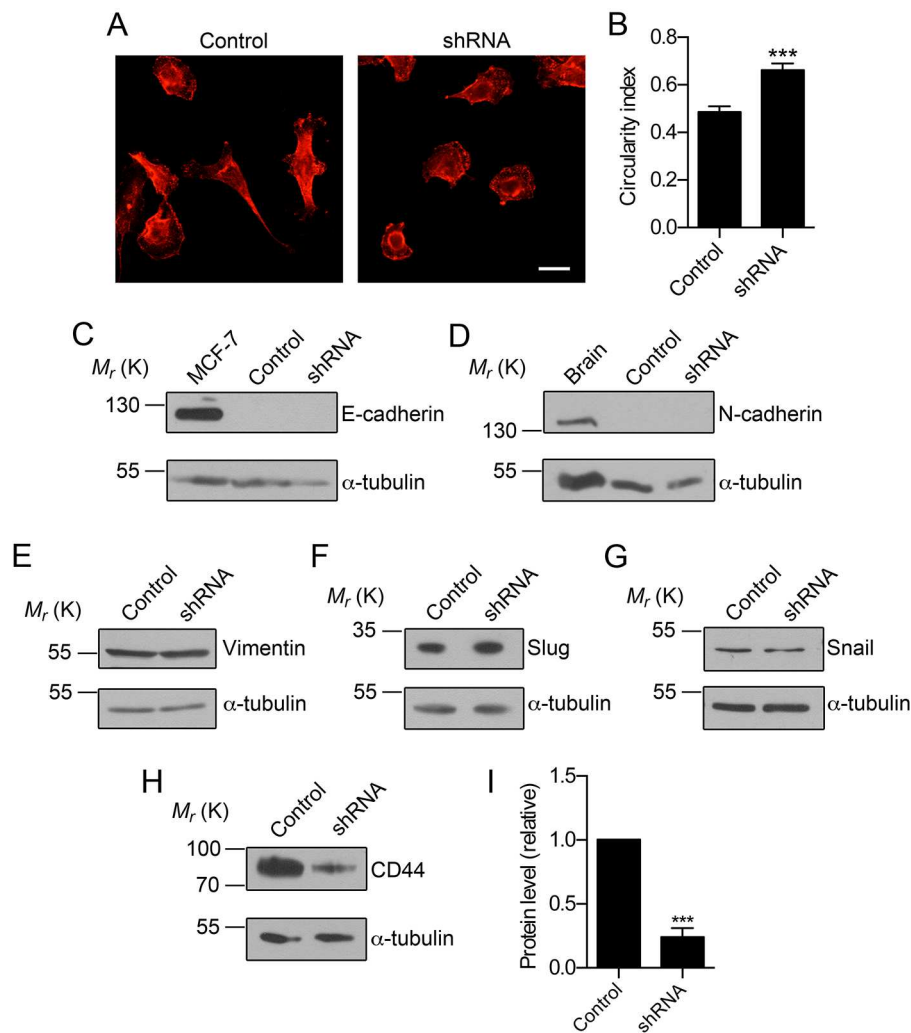 A
Control
shRNA
B
Circularity index
0.8
0.6
0.4
0.2
0.0
***
Control
shRNA
C
Mr (K)
MCF-7
Control
shRNA
130
E-cadherin
55
α-tubulin
D
Mr (K)
Brain
Control
shRNA
130
N-cadherin
55
α-tubulin
E
Mr (K)
Control
shRNA
55
Vimentin
55
α-tubulin
F
Mr (K)
Control
shRNA
35
Slug
55
α-tubulin
G
Mr (K)
Control
shRNA
55
Snail
55
α-tubulin
H
Mr (K)
Control
shRNA
100
70
CD44
55
α-tubulin
I
Protein level (relative)
1.5
1.0
0.5
0.0
***
Control
shRNA